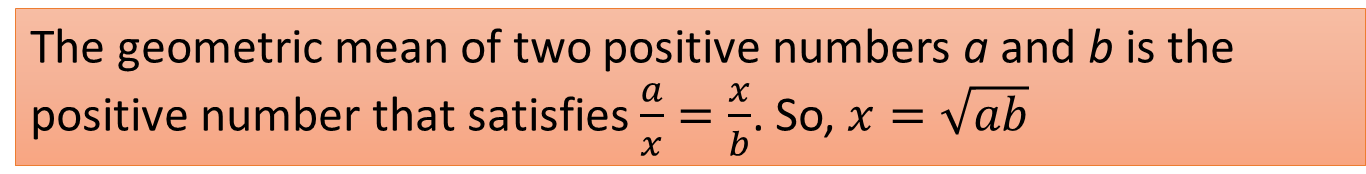 The geometric mean of two positive numbers a and b is the
positive number that satisfies a/x = x/b. So, x = √ab